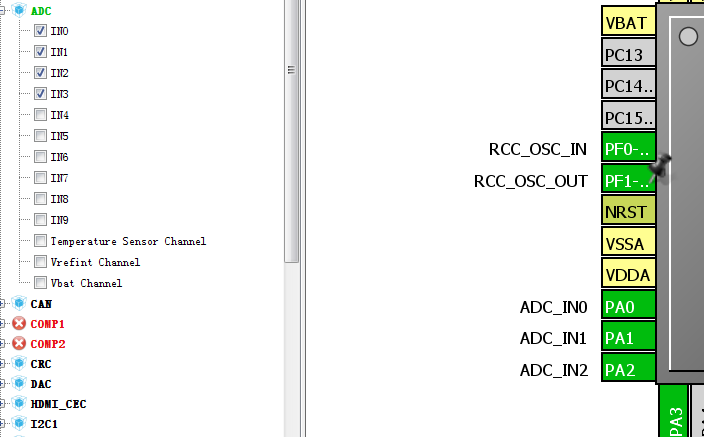 ADC
IN0
IN1
IN2
IN3
IN4
IN5
IN6
IN7
IN8
IN9
Temperature Sensor Channel
Vrefint Channel
Vbat Channel
CAN
COMP1
COMP2
CRC
DAC
HDMI_CEC
I2C1
VBAT
PC13
PC14..
PC15..
RCC_OSC_IN PF0-..
RCC_OSC_OUT PF1-..
NRST
VSSA
VDDA
ADC_IN0 PA0
ADC_IN1 PA1
ADC_IN2 PA2
PA3